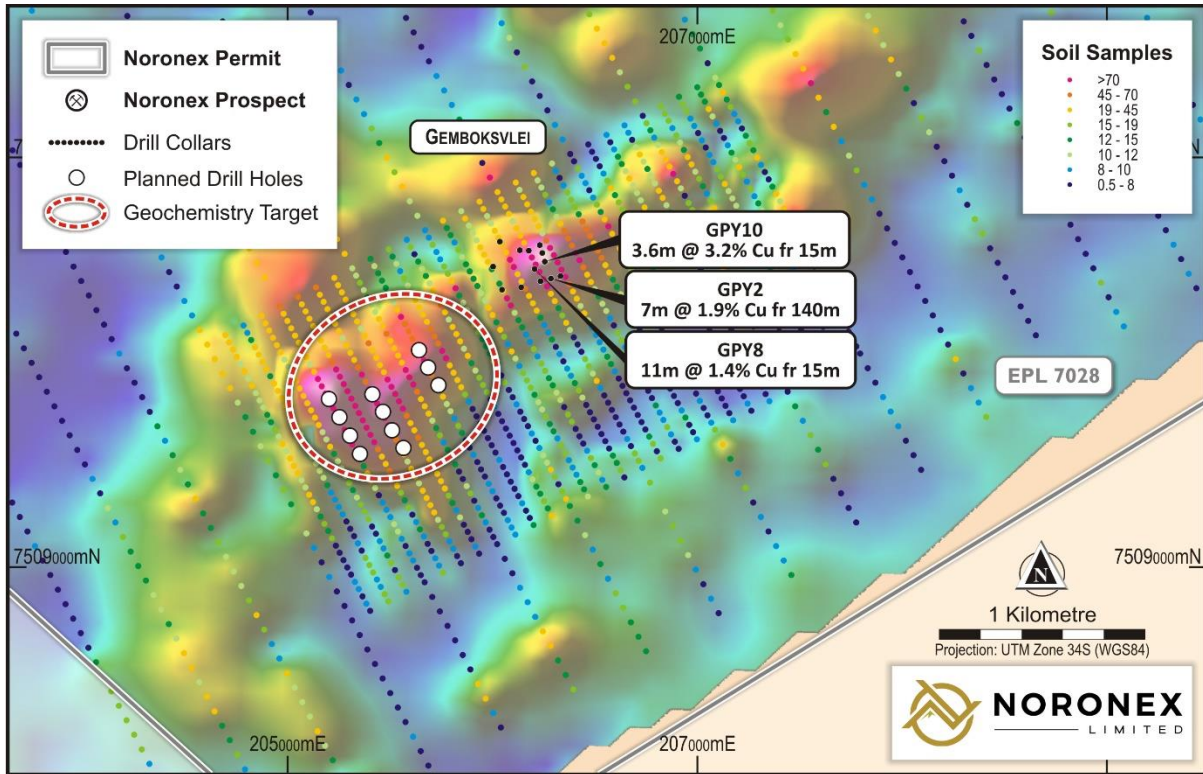 207000mE
Noronex Permit
Noronex Prospect
Drill Collars
Planned Drill Holes
Geochemistry Target
Soil Samples
>70
45 - 70
19 - 45
15 - 19
12 - 15
10 - 12
8 - 10
0.5 - 8
7
N
GEMBOKSVLEI
GPY10
3.6m @ 3.2% Cu fr 15m
GPY2
7m @ 1.9% Cu fr 140m
GPY8
11m @ 1.4% Cu fr 15m
EPL 7028
7509000mN
7509000mN
N
1 Kilometre
Projection: UTM Zone 34S (WGS84)
205000mE
207000mE
NORONEX
LIMITED